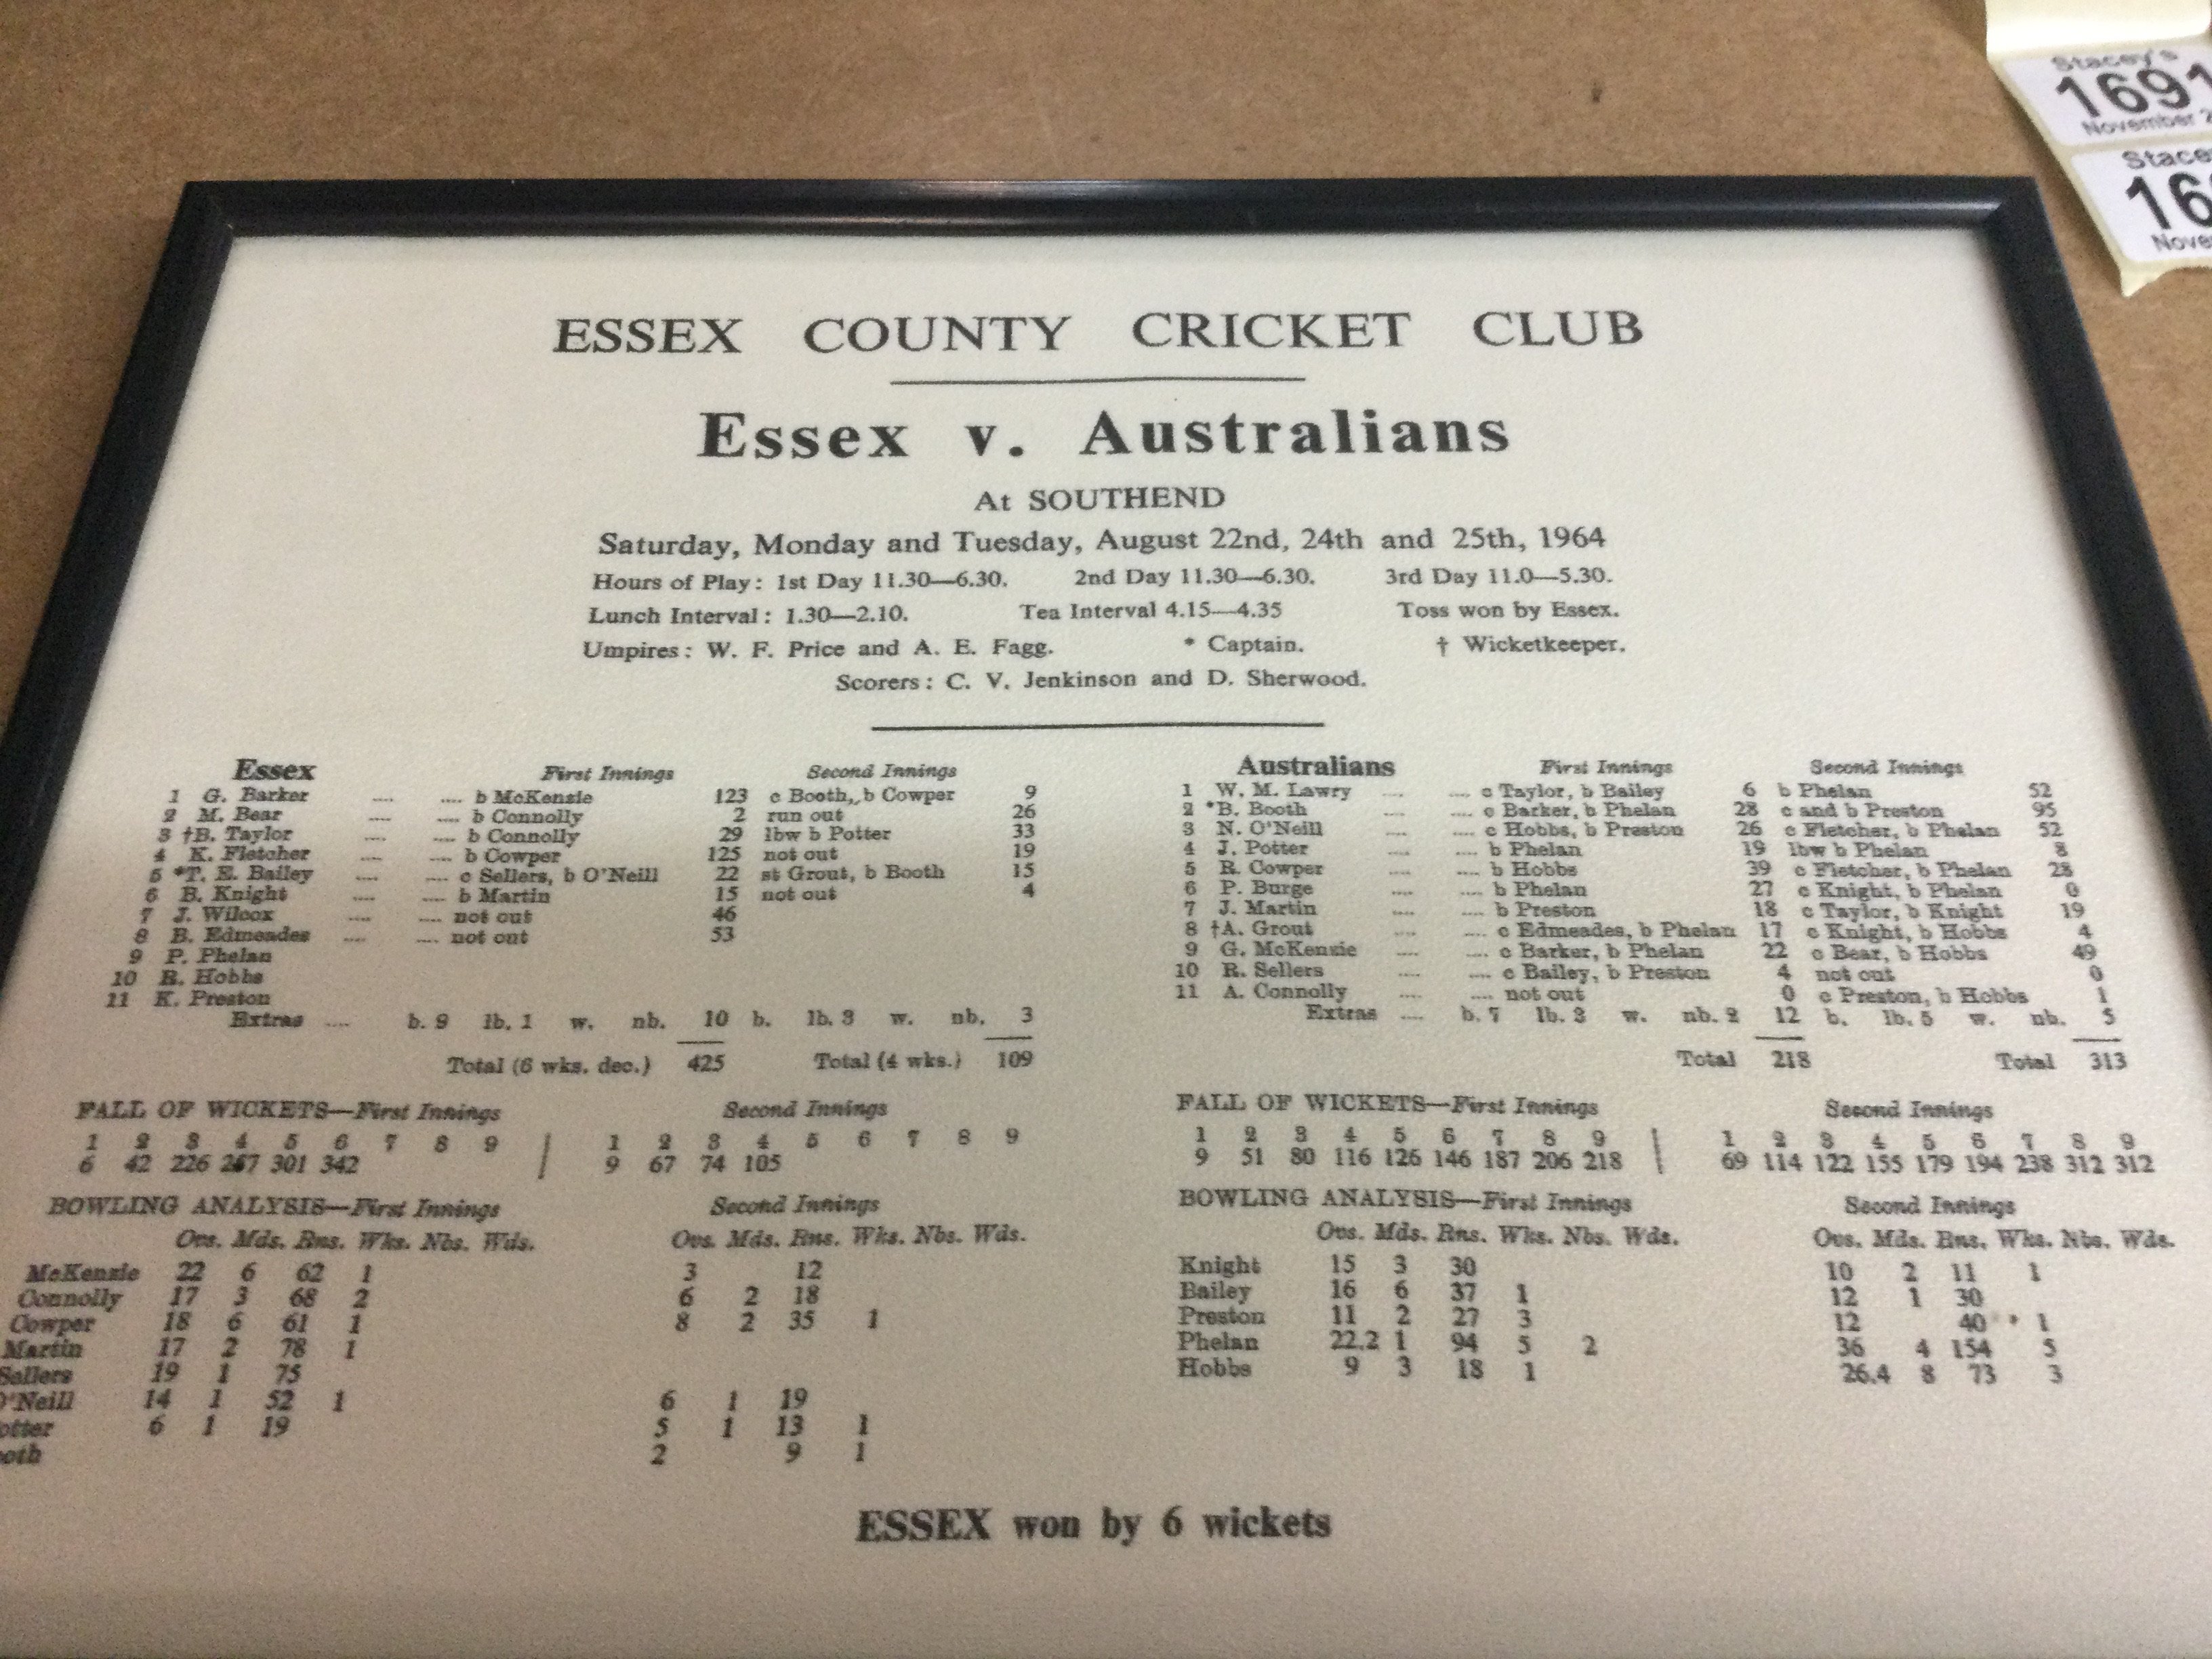 Stacey's
1691
November 2
Stace
16
Nove
ESSEX COUNTY CRICKET CLUB
Essex v. Australians
At SOUTHEND
Saturday, Monday and Tuesday, August 22nd, 24th and 25th, 1964
Hours of Play: 1st Day 11.30—6.30. 2nd Day 11.30—6.30. 3rd Day 11.0—5.30.
Lunch Interval: 1.30—2.10. Tea Interval 4.15—4.35 Toss won by Essex.
Umpires: W. F. Price and A. E. Fagg. * Captain. † Wicketkeeper.
Scorers: C. V. Jenkinson and D. Sherwood.
Essex First Innings Second Innings
1 G. Barker .... .... b McKenzie 123 c Booth, b Cowper 9
2 M. Bear .... .... b Connolly 2 run out 26
3 †B. Taylor .... .... b Connolly 29 lbw b Potter 33
4 K. Fletcher .... .... b Cowper 125 not out 19
5 *T. E. Bailey .... .... c Sellers, b O'Neill 22 st Grout, b Booth 15
6 B. Knight .... .... b Martin 15 not out 4
7 J. Wilcox .... .... not out 46
8 B. Edmeades .... .... not out 53
9 P. Phelan
10 R. Hobbs
11 K. Preston
Extras .... b. 9 lb. 1 w. nb. 10 b. lb. 3 w. nb. 3
Total (6 wks. dec.) 425 Total (4 wks.) 109
FALL OF WICKETS—First Innings Second Innings
1 2 3 4 5 6 7 8 9 | 1 2 3 4 5 6 7 8 9
6 42 226 267 301 342 9 67 74 105
BOWLING ANALYSIS—First Innings Second Innings
Ovs. Mds. Rns. Wks. Nbs. Wds. Ovs. Mds. Rns. Wks. Nbs. Wds.
McKenzie 22 6 62 1 3 12
Connolly 17 3 68 2 6 2 18
Cowper 18 6 61 1 8 2 35 1
Martin 17 2 78 1
Sellers 19 1 75
O'Neill 14 1 52 1 6 1 19
otter 6 1 19 5 1 13 1
ooth 2 9 1
Australians First Innings Second Innings
1 W. M. Lawry .... .... c Taylor, b Bailey 6 b Phelan 52
2 *B. Booth .... .... c Barker, b Phelan 28 c and b Preston 95
3 N. O'Neill .... .... c Hobbs, b Preston 26 c Fletcher, b Phelan 52
4 J. Potter .... .... b Phelan 19 lbw b Phelan 8
5 R. Cowper .... .... b Hobbs 39 c Fletcher, b Phelan 28
6 P. Burge .... .... b Phelan 27 c Knight, b Phelan 0
7 J. Martin .... .... b Preston 18 c Taylor, b Knight 19
8 †A. Grout .... .... c Edmeades, b Phelan 17 c Knight, b Hobbs 4
9 G. McKenzie .... .... c Barker, b Phelan 22 c Bear, b Hobbs 49
10 R. Sellers .... .... c Bailey, b Preston 4 not out 0
11 A. Connolly .... .... not out 0 c Preston, b Hobbs 1
Extras .... b. 7 lb. 3 w. nb. 2 12 b. lb. 5 w. nb. 5
Total 218 Total 313
FALL OF WICKETS—First Innings Second Innings
1 2 3 4 5 6 7 8 9 | 1 2 3 4 5 6 7 8 9
9 51 80 116 126 146 187 206 218 69 114 122 155 179 194 238 312 312
BOWLING ANALYSIS—First Innings Second Innings
Ovs. Mds. Rns. Wks. Nbs. Wds. Ovs. Mds. Rns. Wks. Nbs. Wds.
Knight 15 3 30 10 2 11 1
Bailey 16 6 37 1 12 1 30
Preston 11 2 27 3 12 40 1
Phelan 22.2 1 94 5 2 36 4 154 5
Hobbs 9 3 18 1 26.4 8 73 3
ESSEX won by 6 wickets